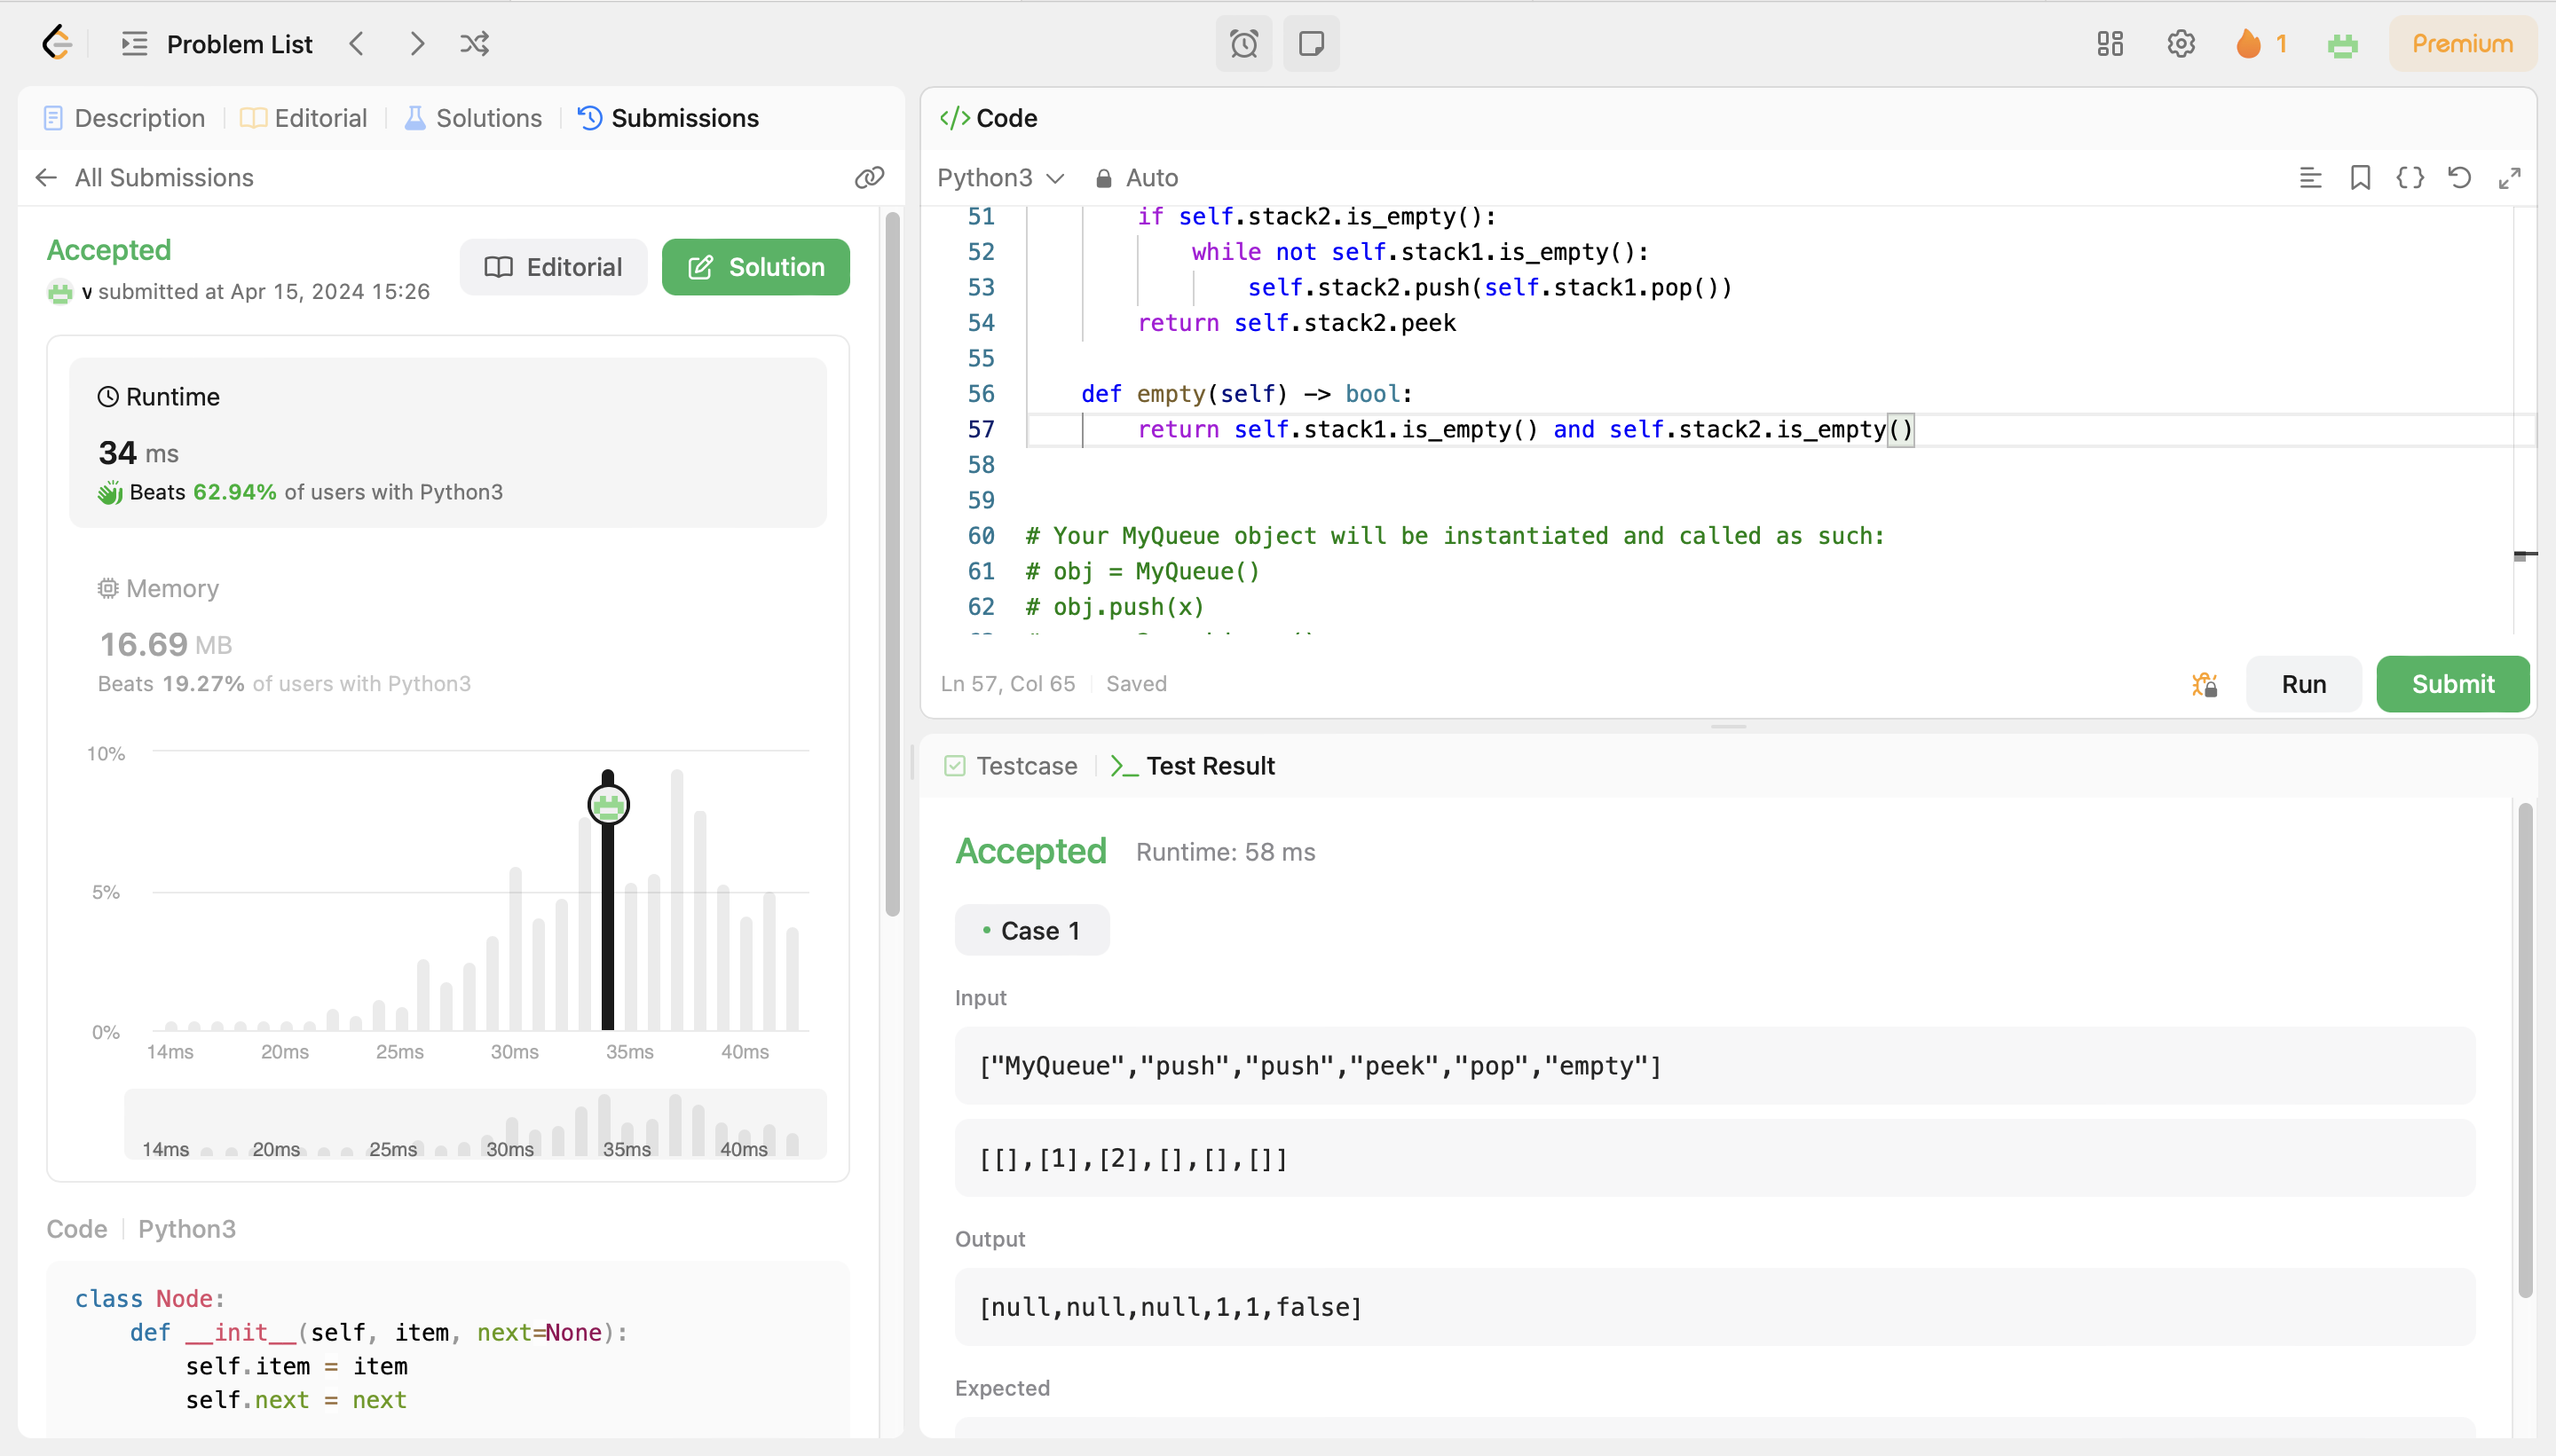 Problem List
1
Premium
Description
Editorial
Solutions
Submissions
All Submissions
Accepted
v submitted at Apr 15, 2024 15:26
Editorial
Solution
Runtime
34 ms
Beats 62.94% of users with Python3
Memory
16.69 MB
Beats 19.27% of users with Python3
10%
5%
0%
14ms 20ms 25ms 30ms 35ms 40ms
14ms 20ms 25ms 30ms 35ms 40ms
Code Python3
class Node:
def __init__(self, item, next=None):
self.item = item
self.next = next
</> Code
Python3 Auto
51 if self.stack2.is_empty():
52 while not self.stack1.is_empty():
53 self.stack2.push(self.stack1.pop())
54 return self.stack2.peek
55
56 def empty(self) -> bool:
57 return self.stack1.is_empty() and self.stack2.is_empty()
58
59
60 # Your MyQueue object will be instantiated and called as such:
61 # obj = MyQueue()
62 # obj.push(x)
Ln 57, Col 65 Saved
Run
Submit
Testcase
Test Result
Accepted Runtime: 58 ms
Case 1
Input
["MyQueue","push","push","peek","pop","empty"]
[[],[1],[2],[],[],[]]
Output
[null,null,null,1,1,false]
Expected